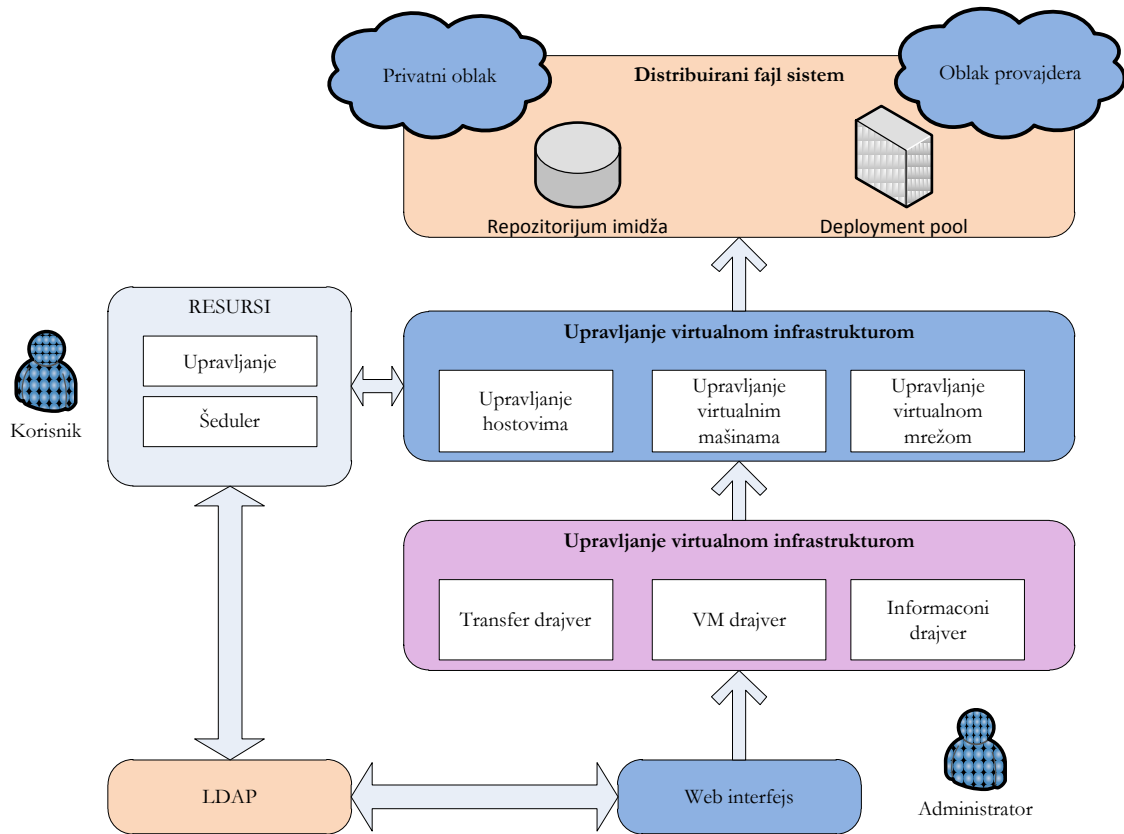 Privatni oblak
Distribuirani fajl sistem
Oblak provajdera
Repozitorijum imidža
Deployment pool
RESURSI
Upravljanje
Šeduler
Korisnik
Upravljanje virtualnom infrastrukturom
Upravljanje
hostovima
Upravljanje
virtualnim
mašinama
Upravljanje
virtualnom
mrežom
Upravljanje virtualnom infrastrukturom
Transfer drajver
VM drajver
Informaconi
drajver
LDAP
Web interfejs
Administrator